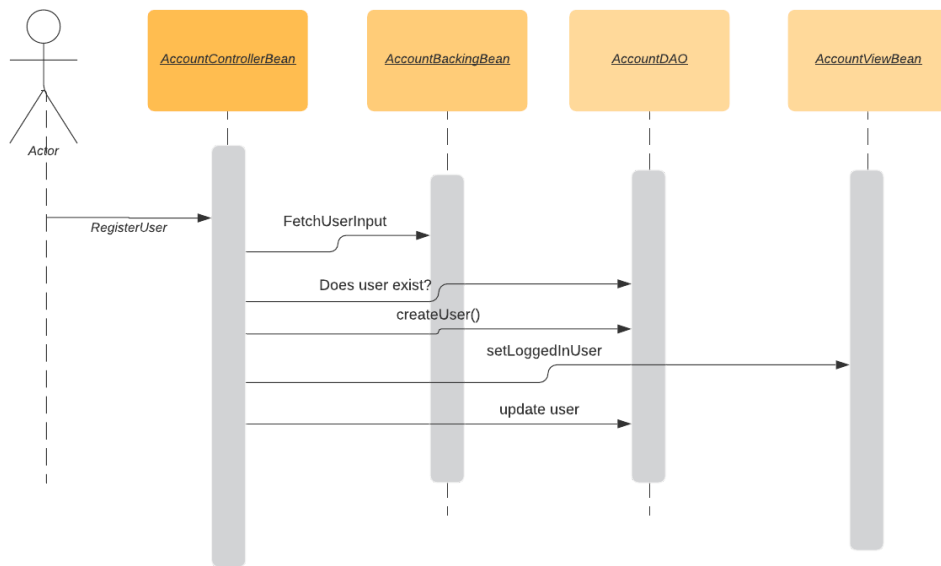 AccountControllerBean
AccountBackingBean
AccountDAO
AccountViewBean
Actor
RegisterUser
FetchUserInput
Does user exist?
createUser()
setLoggedInUser
update user